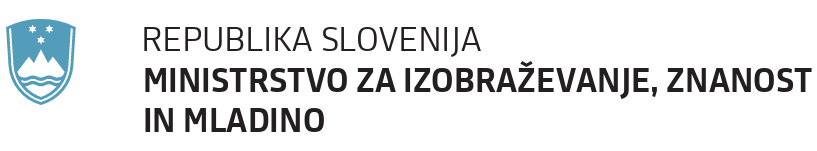 REPUBLIKA SLOVENIJA
MINISTRSTVO ZA IZOBRAŽEVANJE, ZNANOST
IN MLADINO